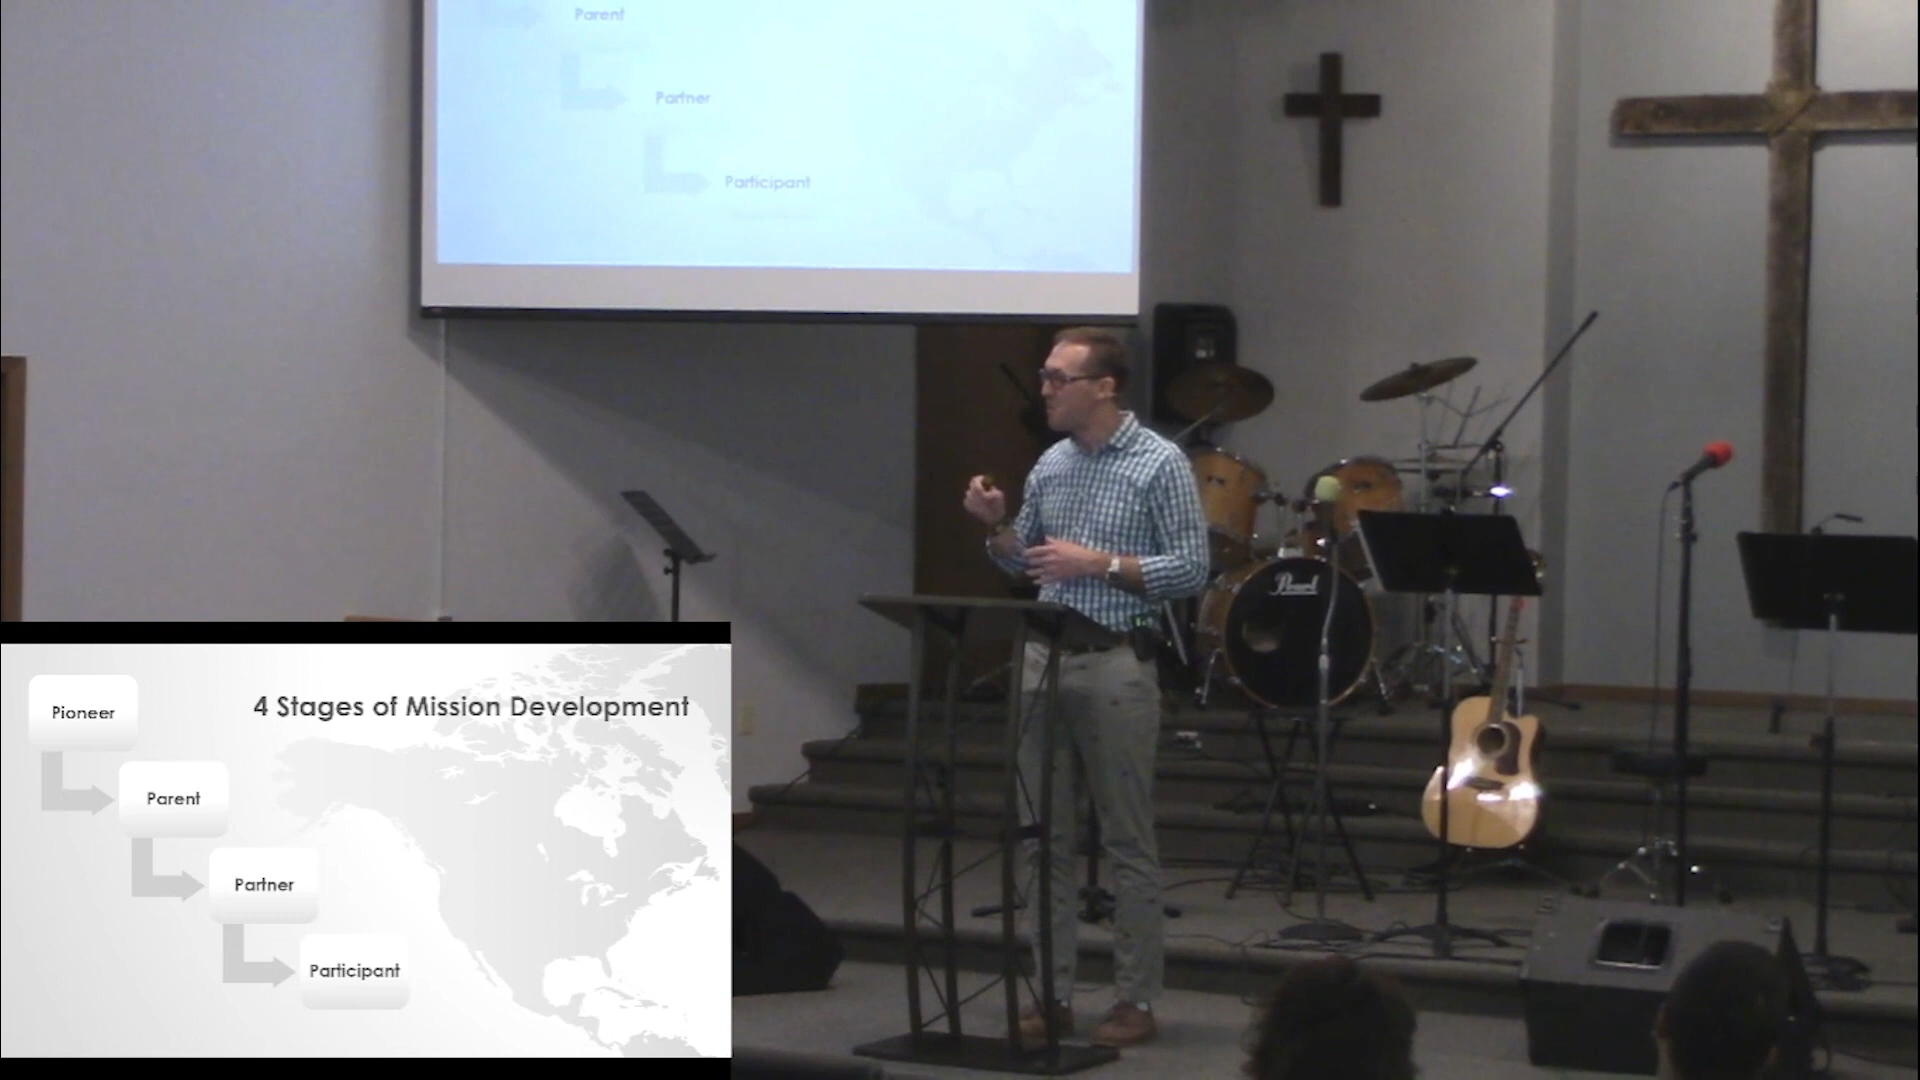 Parent
Partner
Participant
Pearl
4 Stages of Mission Development
Pioneer
Parent
Partner
Participant